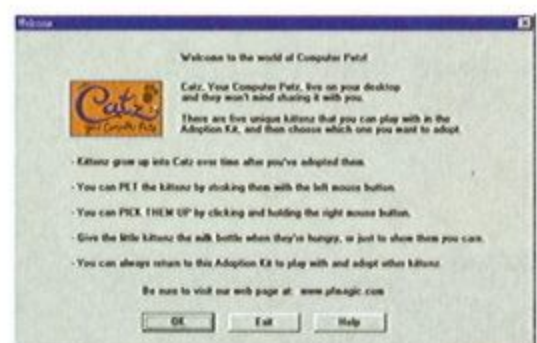 Welcome
Welcome to the world of Computer Petz!
Catz
Your Computer Petz
Catz, Your Computer Petz, live on your desktop
and they won't mind sharing it with you.
There are five unique kittenz that you can play with in the
Adoption Kit, and then choose which one you want to adopt.
- Kittenz grow up into Catz over time after you've adopted them.
- You can PET the kittenz by stroking them with the left mouse button.
- You can PICK THEM UP by clicking and holding the right mouse button.
- Give the little kittenz the milk bottle when they're hungry, or just to show them you care.
- You can always return to this Adoption Kit to play with and adopt other kittenz.
Be sure to visit our web page at: www.pfmagic.com
OK
Exit
Help